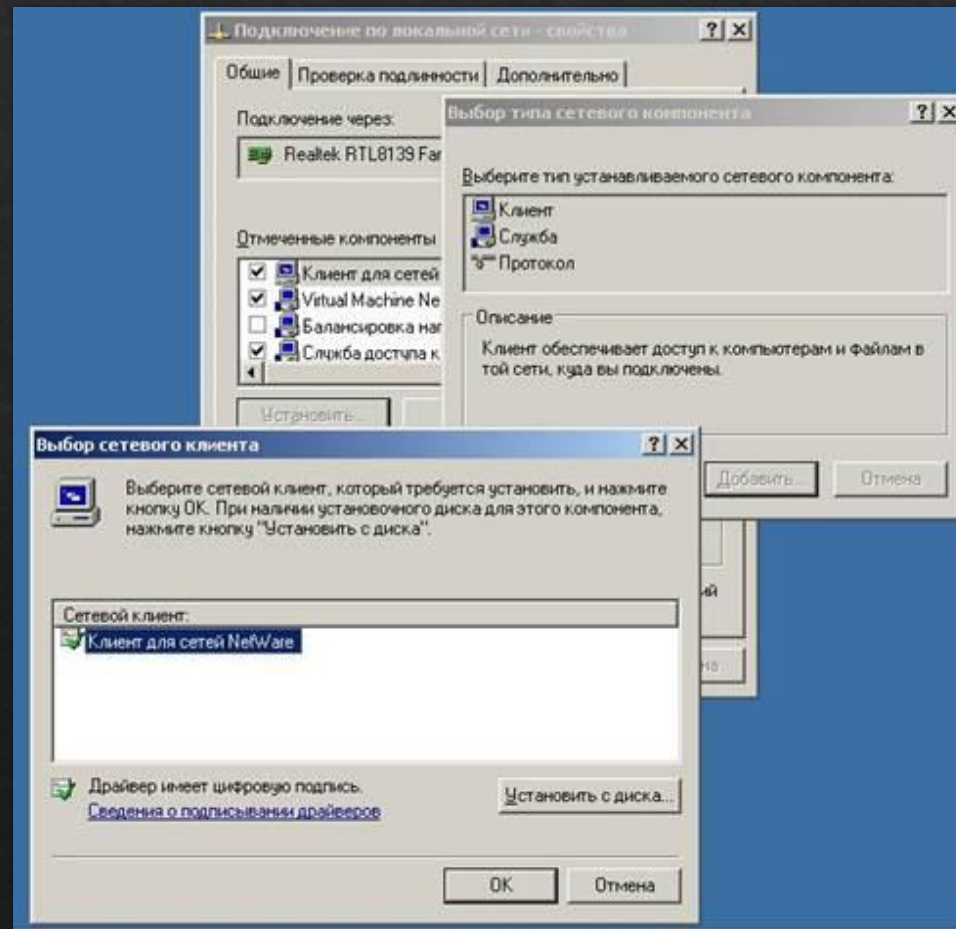 Подключение по локальной сети - свойства
Общие
Проверка подлинности
Дополнительно
Подключение через:
Realtek RTL8139 Fam
Отмеченные компоненты
Клиент для сетей
Virtual Machine Ne
Балансировка наг
Служба доступа к
Установить...
Выбор типа сетевого компонента
Выберите тип устанавливаемого сетевого компонента:
Клиент
Служба
Протокол
Описание
Клиент обеспечивает доступ к компьютерам и файлам в
той сети, куда вы подключены.
Добавить...
Отмена
Выбор сетевого клиента
Выберите сетевой клиент, который требуется установить, и нажмите
кнопку ОК. При наличии установочного диска для этого компонента,
нажмите кнопку "Установить с диска".
Сетевой клиент:
Клиент для сетей NetWare
Драйвер имеет цифровую подпись.
Сведения о подписывании драйверов
Установить с диска...
ОК
Отмена